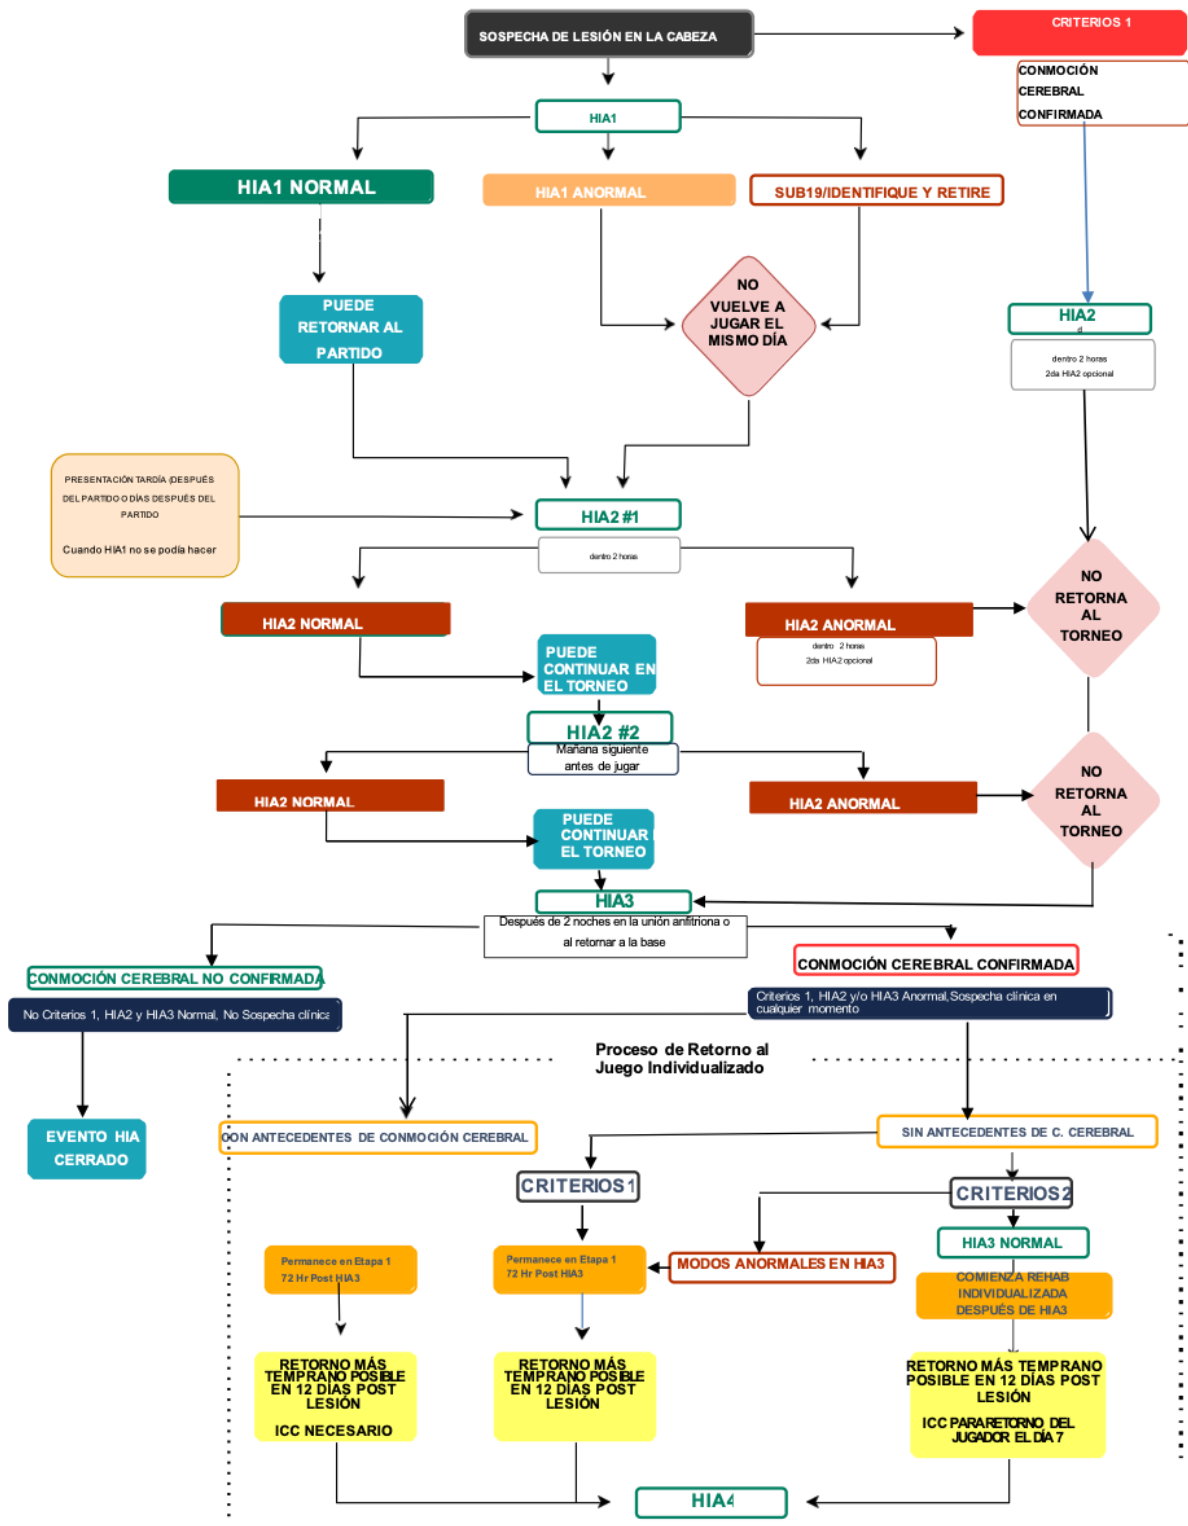 SOSPECHA DE LESIÓN EN LA CABEZA
CRITERIOS 1
CONMOCIÓN
CEREBRAL
CONFIRMADA
HIA1
HIA1 NORMAL
HIA1 ANORMAL
SUB19/IDENTIFIQUE Y RETIRE
NO
VUELVE A
JUGAR EL
MISMO DÍA
PUEDE
RETORNAR AL
PARTIDO
HIA2
d
dentro 2 horas
2da HIA2 opcional
PRESENTACIÓN TARDÍA (DESPUÉS
DEL PARTIDO O DÍAS DESPUÉS DEL
PARTIDO
Cuando HIA1 no se podía hacer
HIA2 #1
dentro 2 horas
NO
RETORNA
AL
TORNEO
HIA2 NORMAL
HIA2 ANORMAL
dentro 2 horas
2da HIA2 opcional
PUEDE
CONTINUAR EN
EL TORNEO
HIA2 #2
Mañana siguiente
antes de jugar
HIA2 NORMAL
HIA2 ANORMAL
NO
RETORNA
AL
TORNEO
PUEDE
CONTINUAR
EL TORNEO
HIA3
Después de 2 noches en la unión anfitriona o
al retornar a la base
CONMOCIÓN CEREBRAL NO CONFIRMADA
CONMOCIÓN CEREBRAL CONFIRMADA
No Criterios 1, HIA2 y HIA3 Normal, No Sospecha clínica
Criterios 1, HIA2 y/o HIA3 Anormal,Sospecha clínica en
cualquier momento
Proceso de Retorno al
Juego Individualizado
EVENTO HIA
CERRADO
CON ANTECEDENTES DE CONMOCIÓN CEREBRAL
SIN ANTECEDENTES DE C. CEREBRAL
CRITERIOS 1
CRITERIOS 2
HIA3 NORMAL
Permanece en Etapa 1
72 Hr Post HIA3
Permanece en Etapa 1
72 Hr Post HIA3
MODOS ANORMALES EN HIA3
COMIENZA REHAB
INDIVIDUALIZADA
DESPUÉS DE HIA3
RETORNO MÁS
TEMPRANO POSIBLE
EN 12 DÍAS POST
LESIÓN
ICC NECESARIO
RETORNO MÁS
TEMPRANO POSIBLE
EN 12 DÍAS POST
LESIÓN
RETORNO MÁS TEMPRANO
POSIBLE EN 12 DÍAS POST
LESIÓN
ICC PARA RETORNO DEL
JUGADOR EL DÍA 7
HIA4